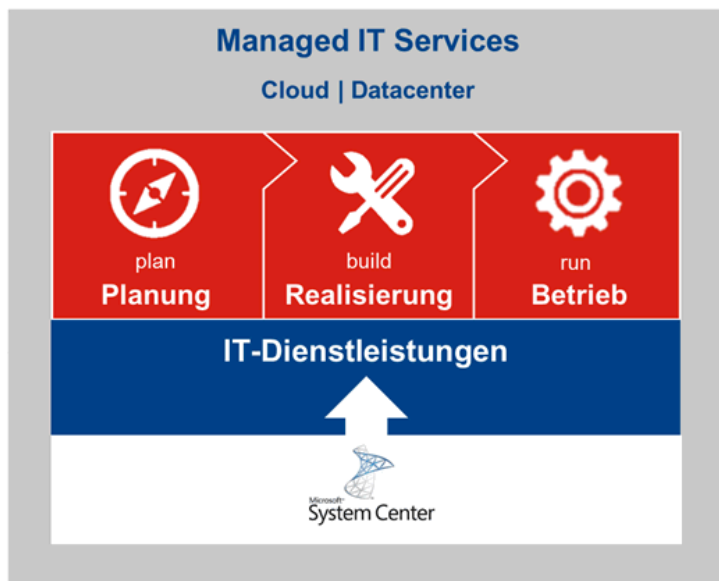 Managed IT Services
Cloud | Datacenter
plan
Planung
build
Realisierung
run
Betrieb
IT-Dienstleistungen
Microsoft
System Center